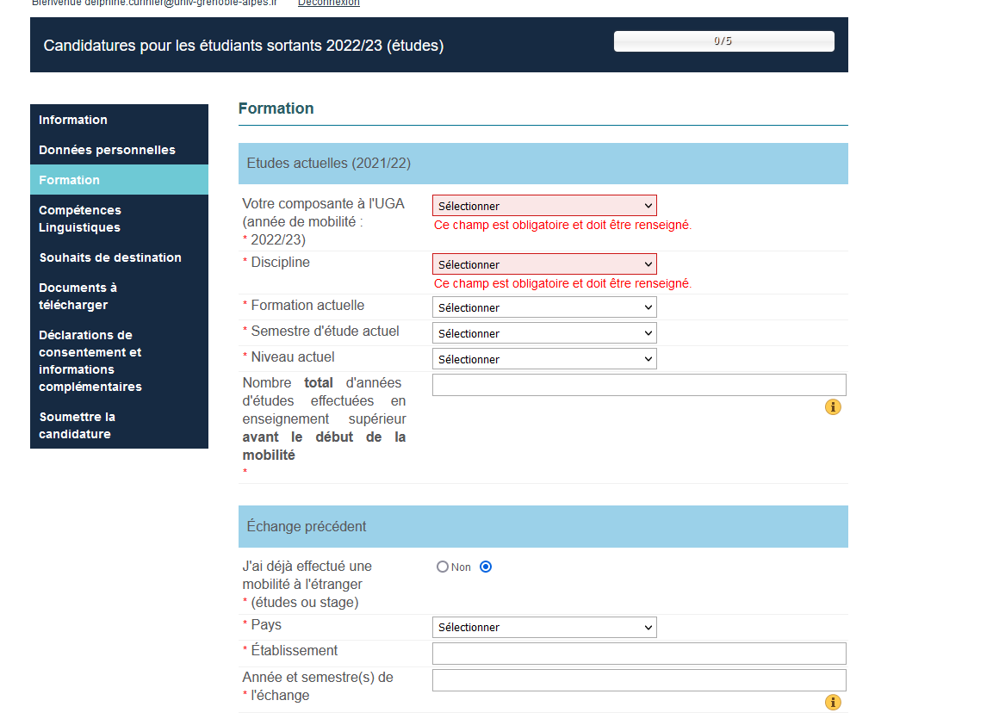 Bienvenue delphine.cunnier@univ-grenoble-alpes.fr Déconnexion
Candidatures pour les étudiants sortants 2022/23 (études)
0/5
Information
Données personnelles
Formation
Compétences
Linguistiques
Souhaits de destination
Documents à
télécharger
Déclarations de
consentement et
informations
complémentaires
Soumettre la
candidature
Formation
Etudes actuelles (2021/22)
Votre composante à l'UGA
(année de mobilité :
* 2022/23)
Sélectionner
Ce champ est obligatoire et doit être renseigné.
* Discipline
Sélectionner
Ce champ est obligatoire et doit être renseigné.
* Formation actuelle
Sélectionner
* Semestre d'étude actuel
Sélectionner
* Niveau actuel
Sélectionner
Nombre total d'années
d'études effectuées en
enseignement supérieur
avant le début de la
mobilité
*
i
Échange précédent
J'ai déjà effectué une
mobilité à l'étranger
* (études ou stage)
Non
* Pays
Sélectionner
* Établissement
Année et semestre(s) de
* l'échange
i